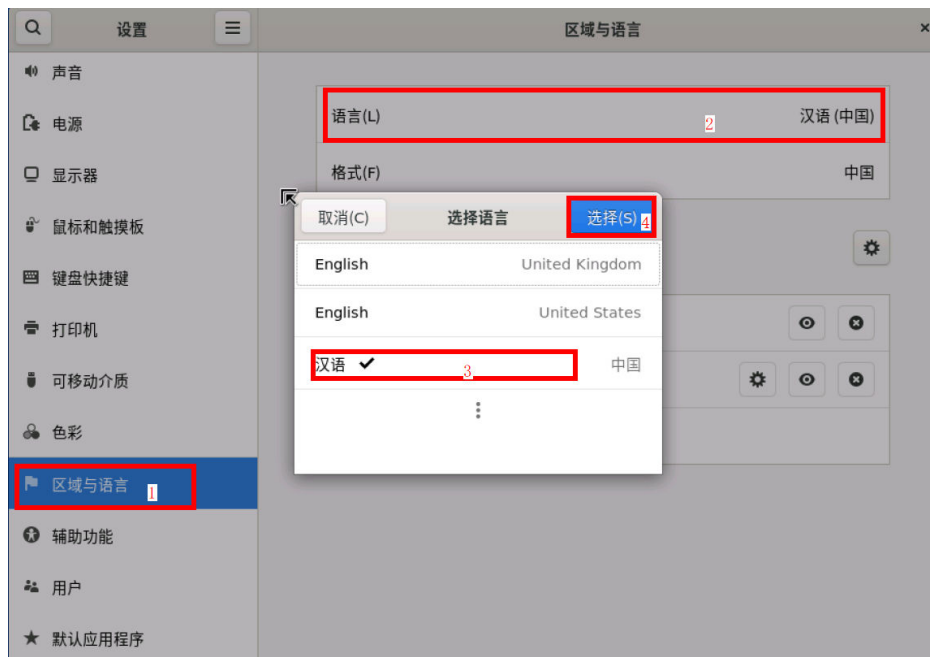 设置
区域与语言
声音
电源
显示器
鼠标和触摸板
键盘快捷键
打印机
可移动介质
色彩
区域与语言 1
辅助功能
用户
默认应用程序
语言(L) 2 汉语 (中国)
格式(F) 中国
取消(C) 选择语言 选择(S) 4
English United Kingdom
English United States
汉语 3 中国